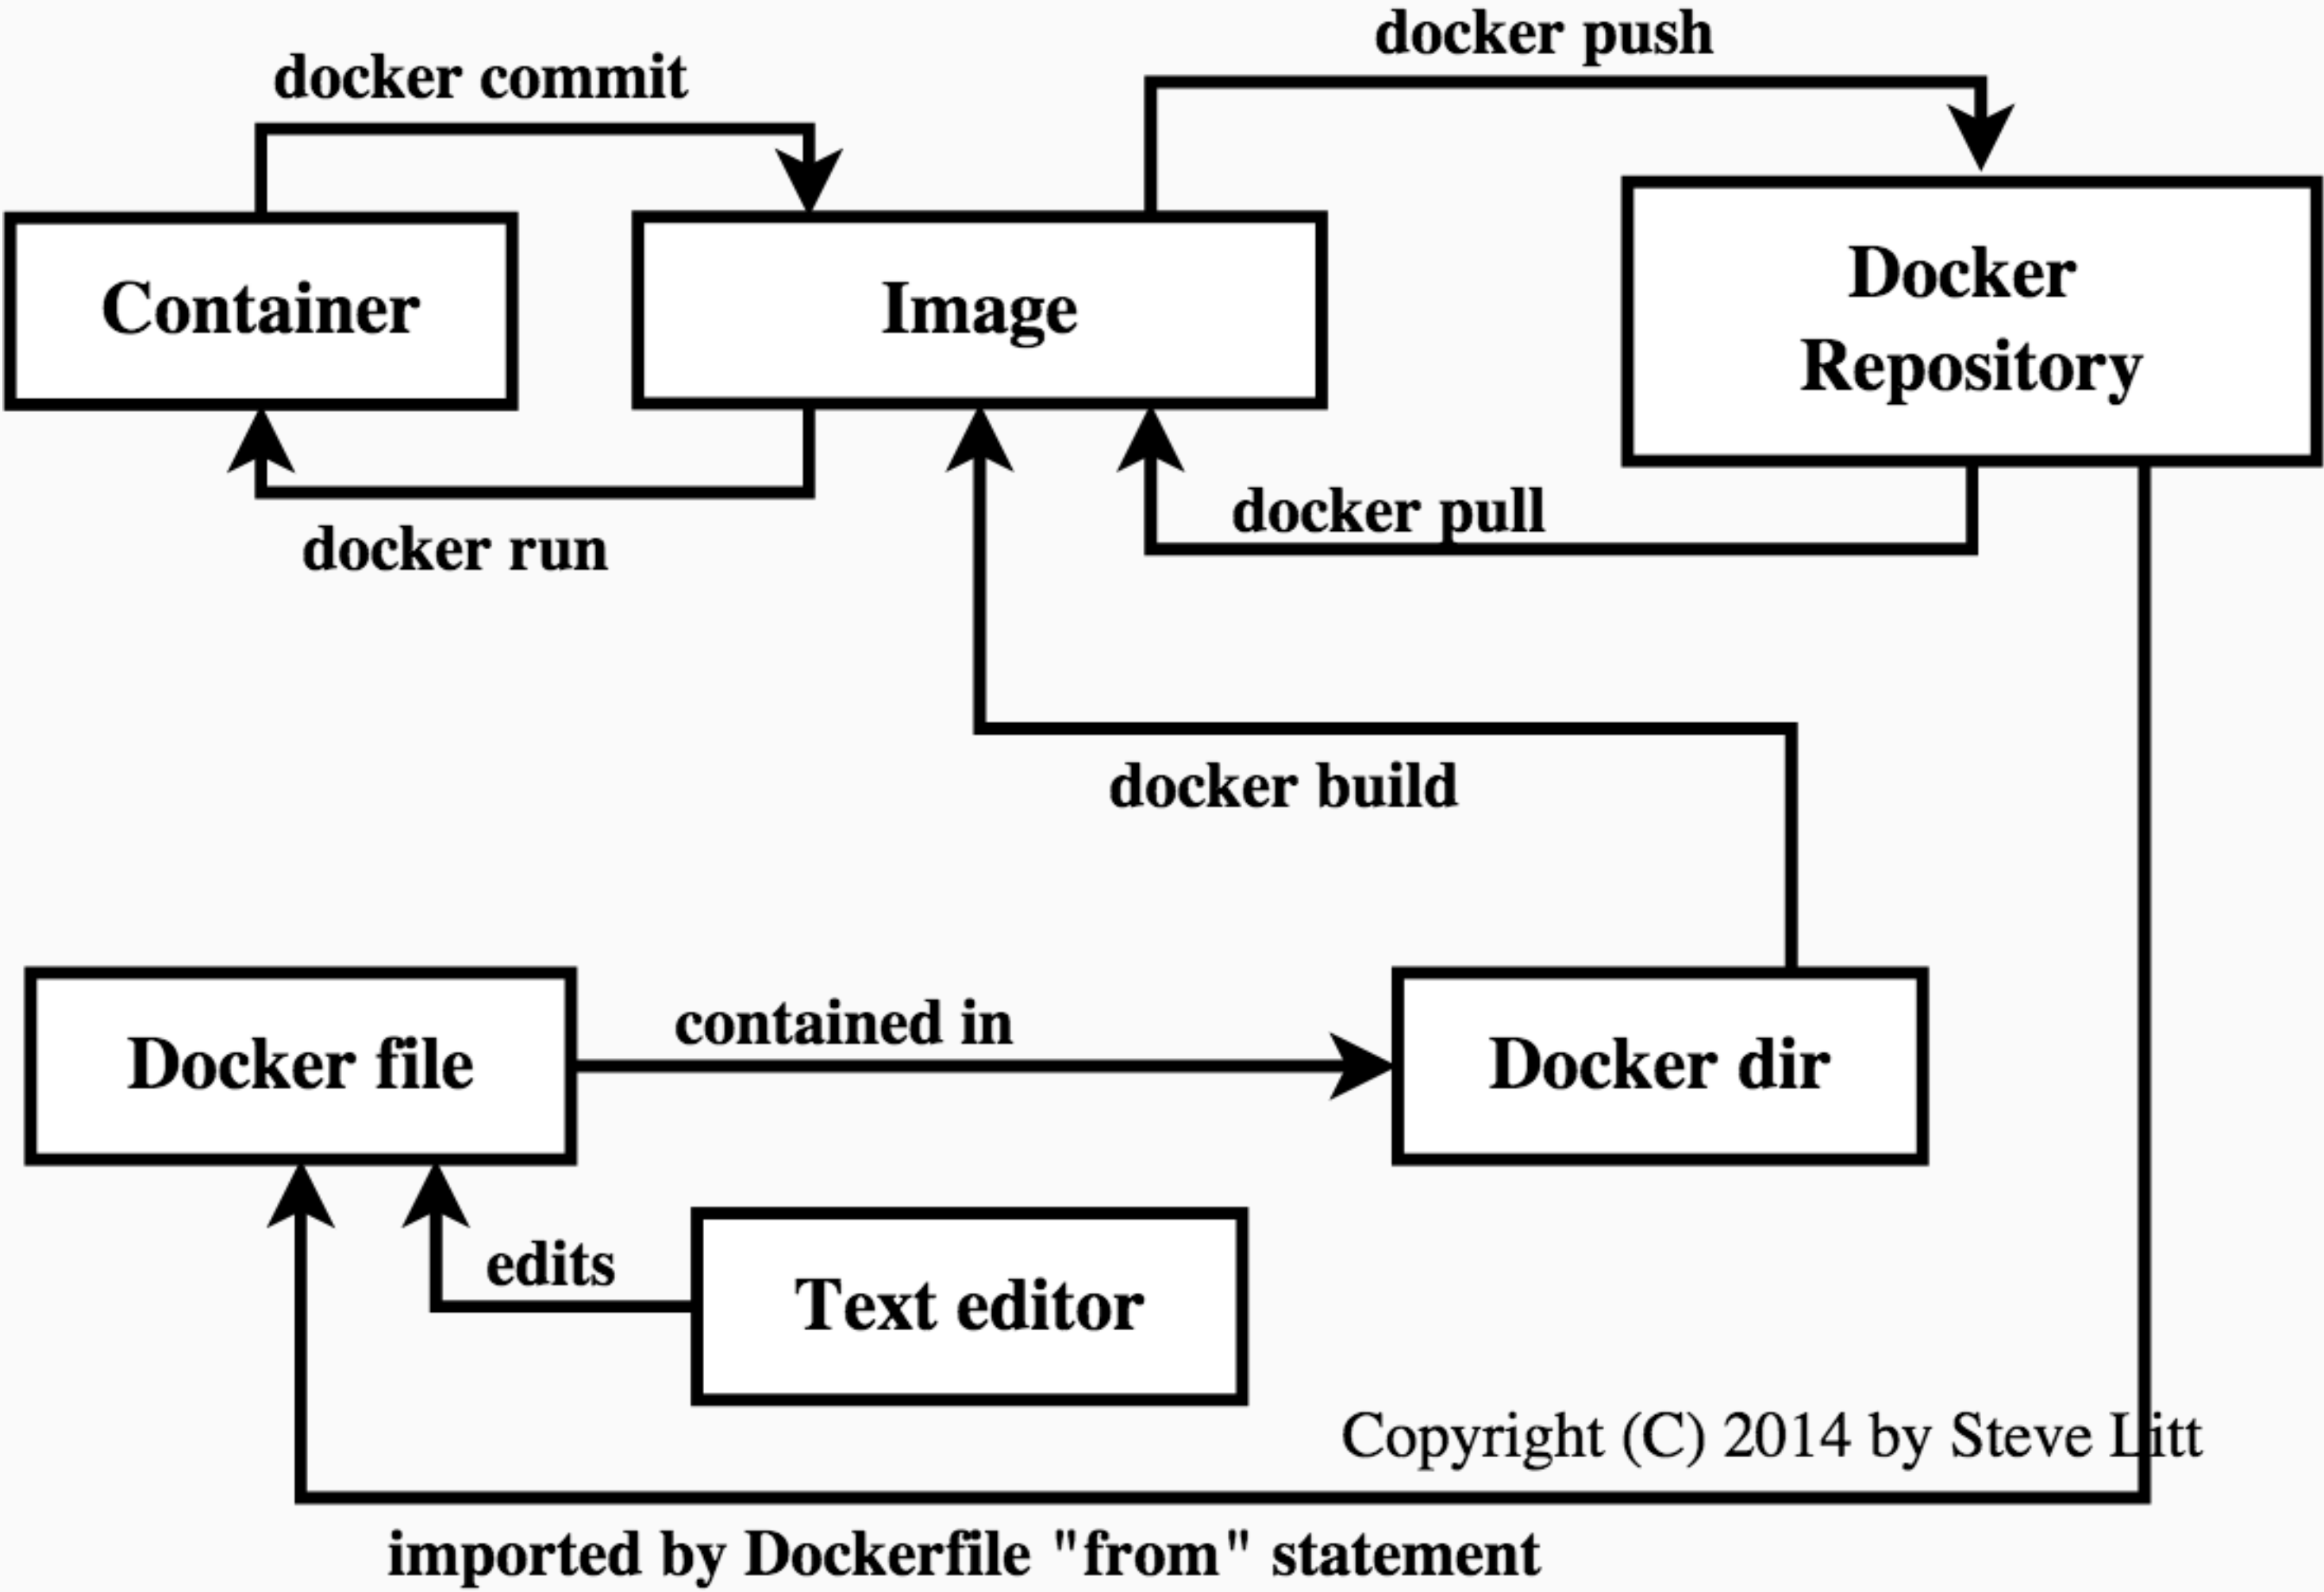 docker push
docker commit
Container
Image
Docker
Repository
docker pull
docker run
docker build
Docker file
contained in
Docker dir
edits
Text editor
Copyright (C) 2014 by Steve Litt
imported by Dockerfile "from" statement